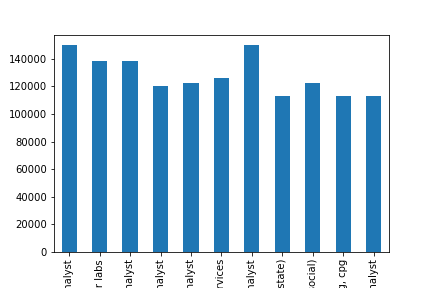 140000
120000
100000
80000
60000
40000
20000
0
nalyst
r labs
nalyst
nalyst
nalyst
rvices
nalyst
state)
ocial)
g, cpg
nalyst